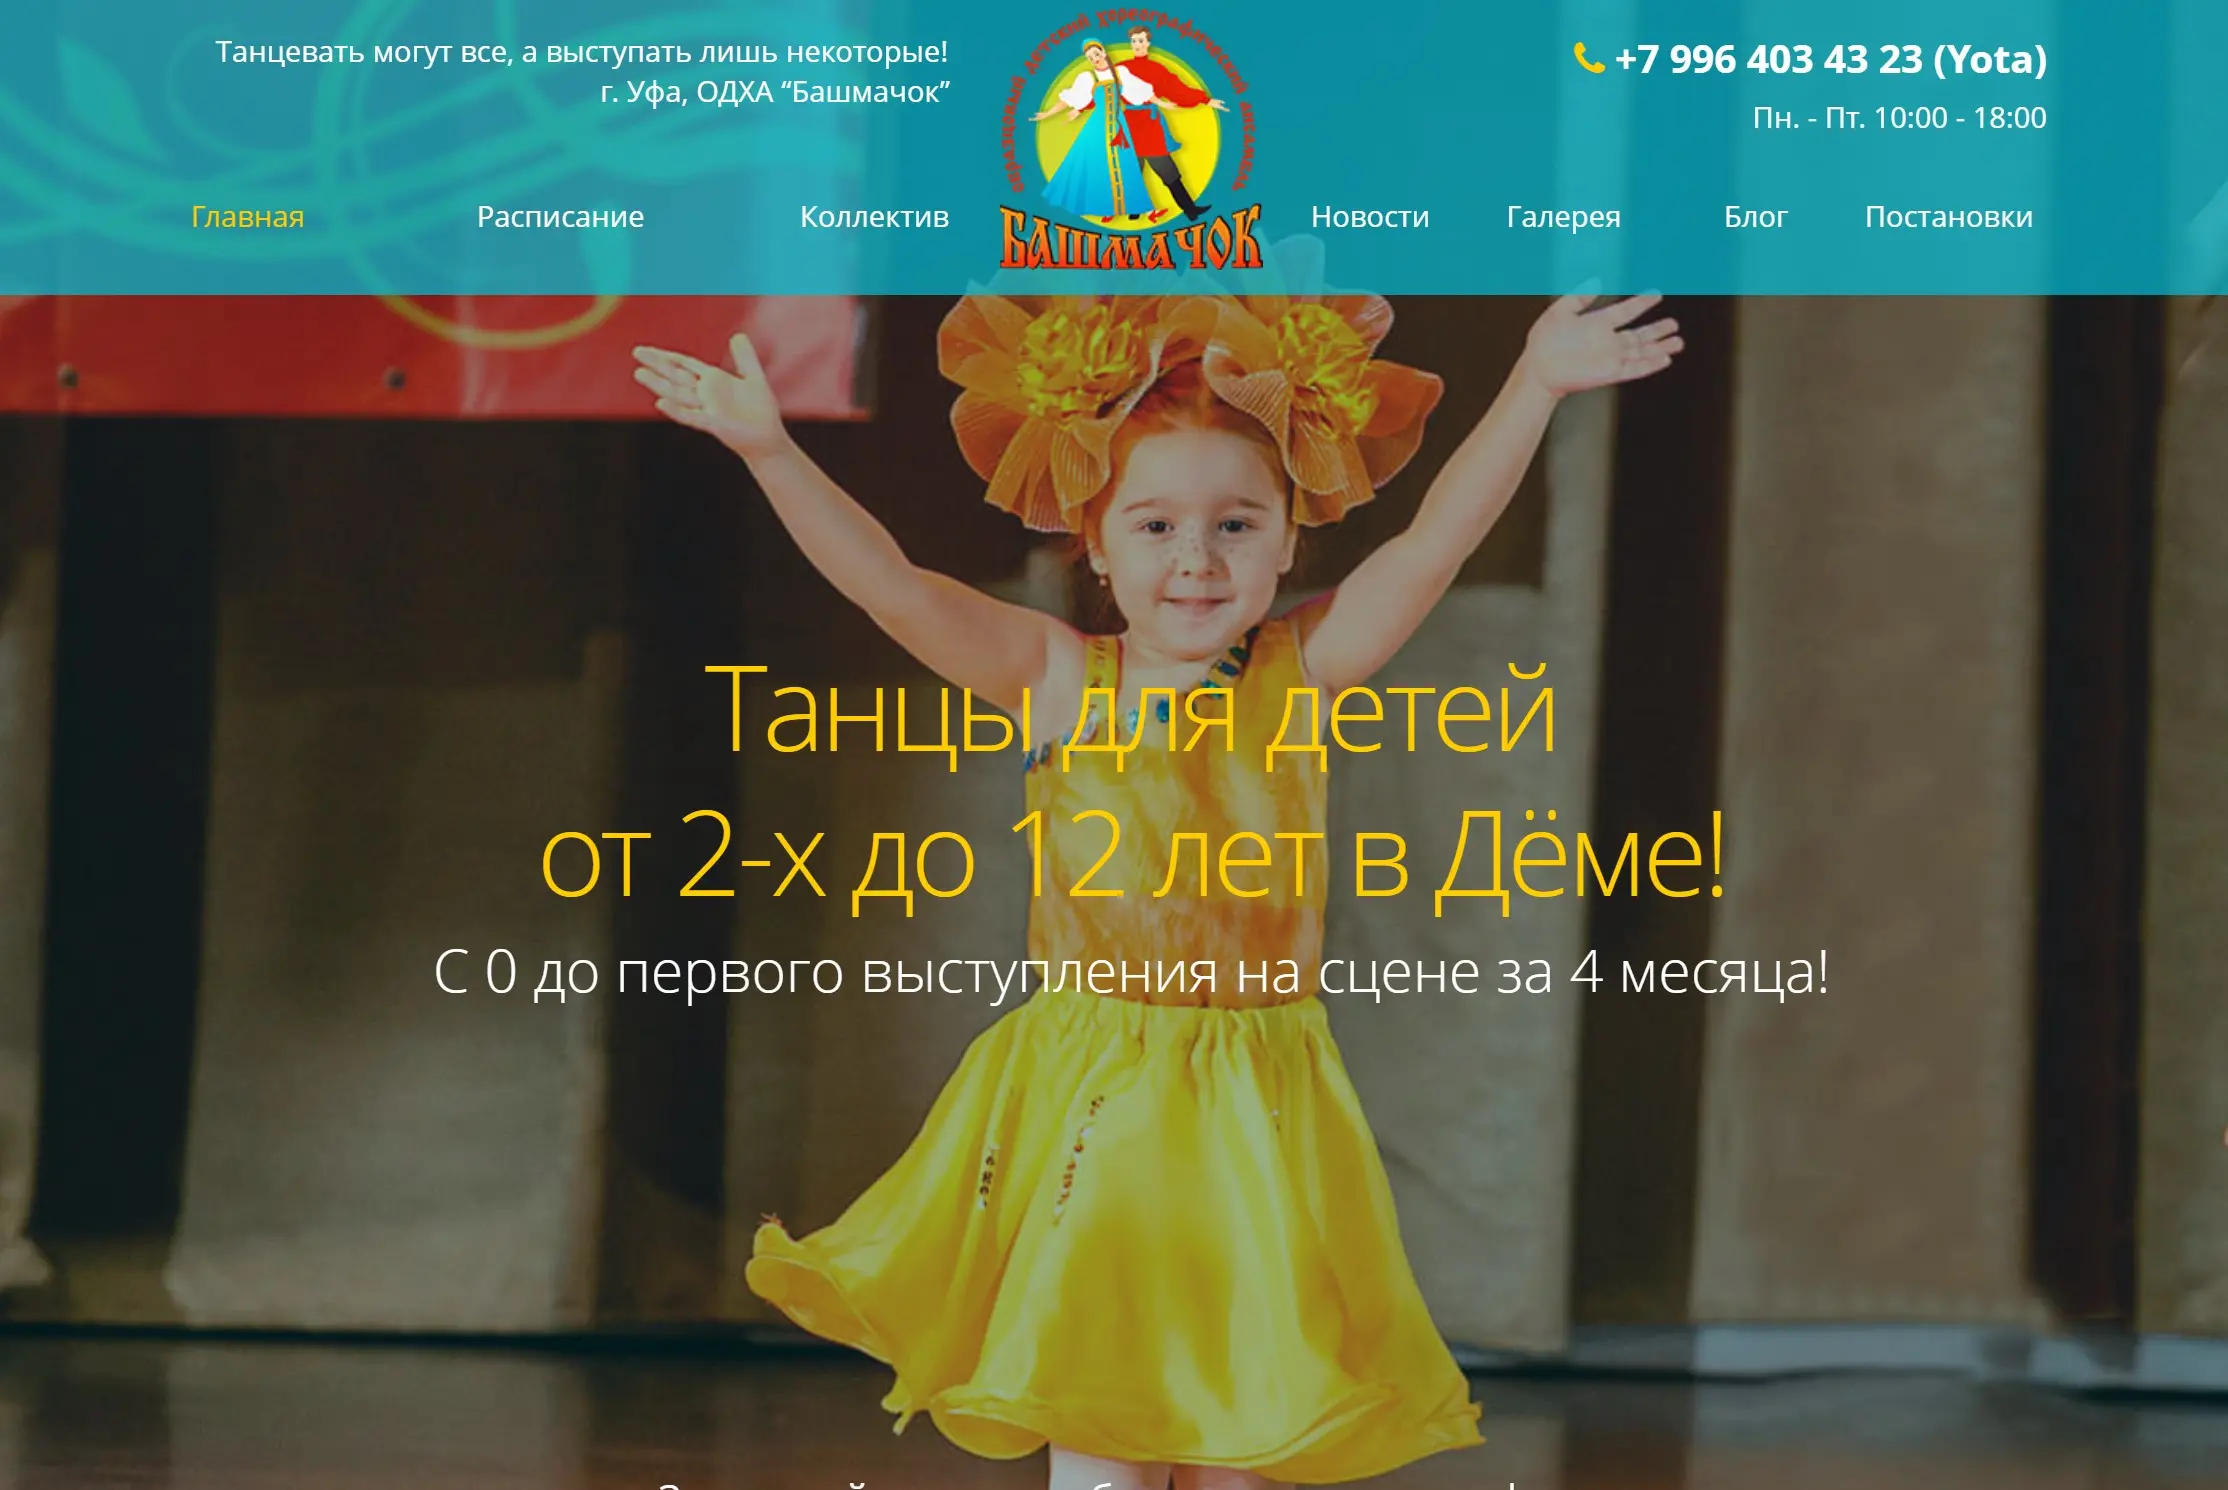 Танцевать могут все, а выступать лишь некоторые!
г. Уфа, ОДХА “Башмачок”
образцовый детский хореографический ансамбль
БАШМАЧОК
+7 996 403 43 23 (Yota)
Пн. - Пт. 10:00 - 18:00
Главная Расписание Коллектив Новости Галерея Блог Постановки
Танцы для детей
от 2-х до 12 лет в Дёме!
С 0 до первого выступления на сцене за 4 месяца!